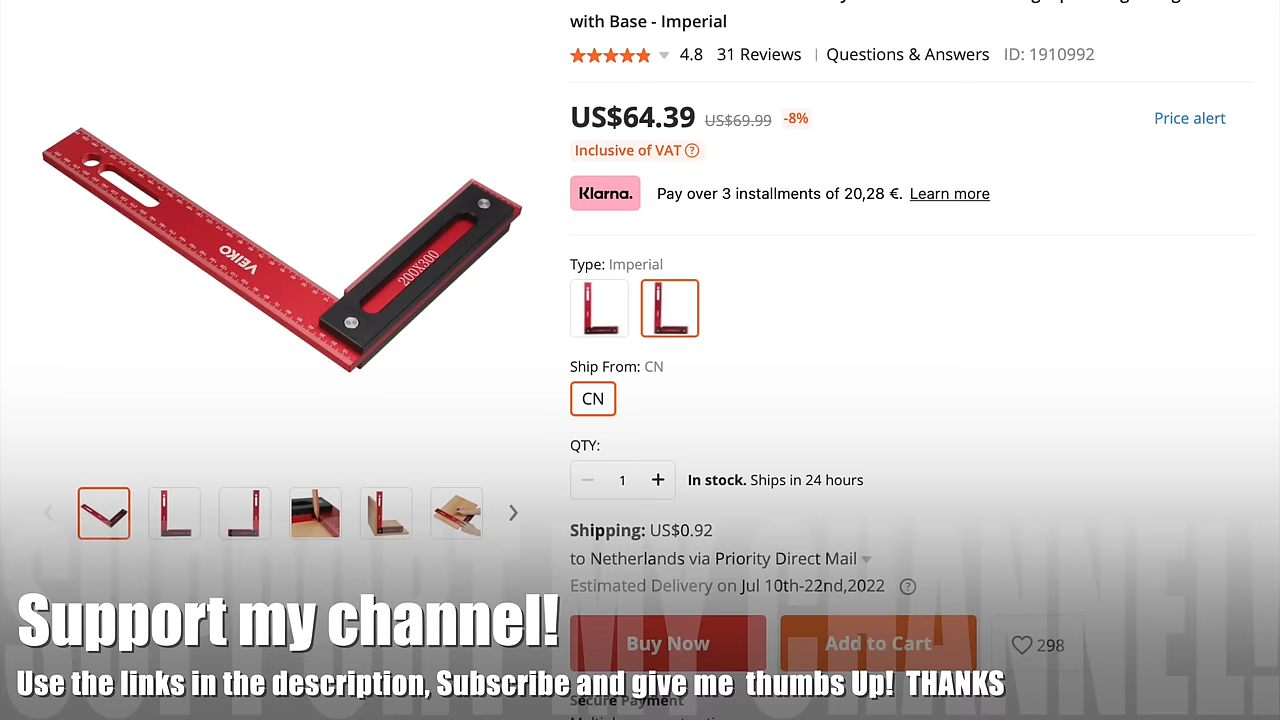 with Base - Imperial
4.8 31 Reviews | Questions & Answers ID: 1910992
US$64.39 US$69.99 -8%
Price alert
Inclusive of VAT ?
Klarna. Pay over 3 installments of 20,28 €. Learn more
VEIKO
200X300
Type: Imperial
Ship From: CN
CN
QTY:
1 + In stock. Ships in 24 hours
Shipping: US$0.92
to Netherlands via Priority Direct Mail
Estimated Delivery on Jul 10th-22nd,2022 ?
SUPPORT MY CHANNEL!
Support my channel!
Buy Now
Add to Cart
298
Use the links in the description, Subscribe and give me thumbs Up! THANKS
Secure Payment